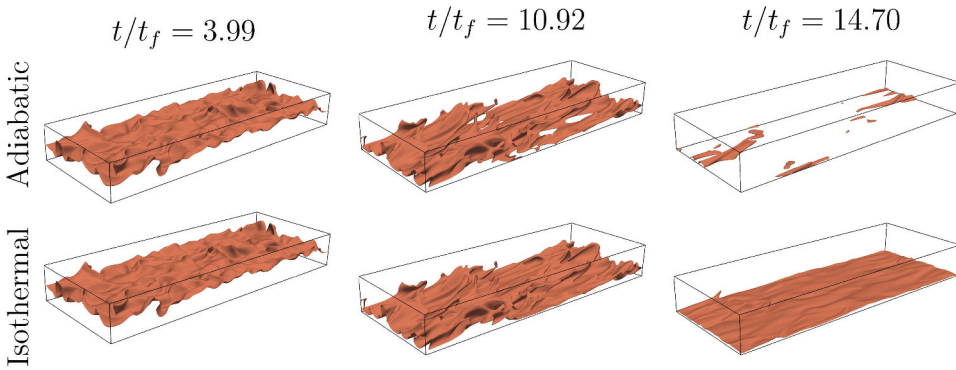 t/t_f = 3.99
t/t_f = 10.92
t/t_f = 14.70
Adiabatic
Isothermal